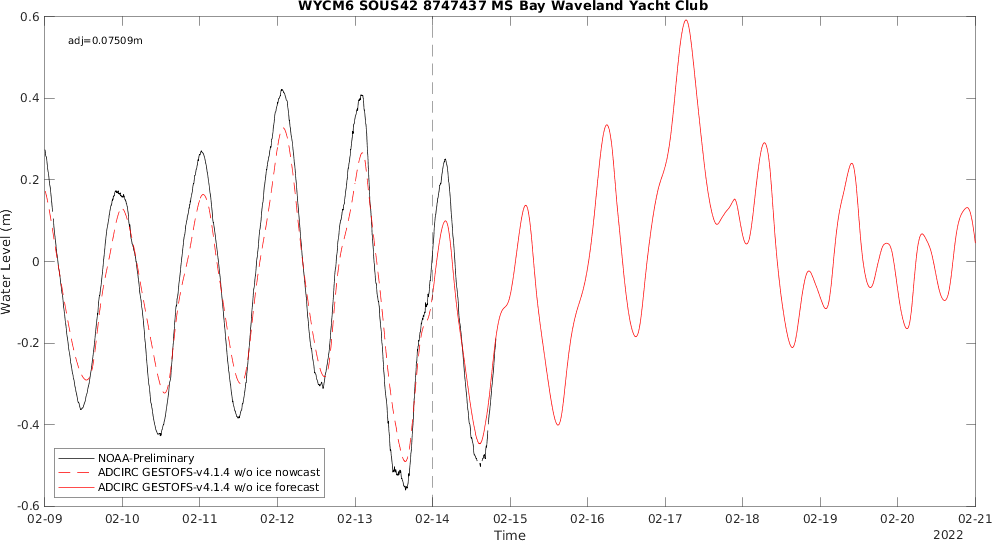 WYCM6 SOUS42 8747437 MS Bay Waveland Yacht Club
adj=0.07509m
Water Level (m)
0.6
0.4
0.2
0
-0.2
-0.4
-0.6
NOAA-Preliminary
ADCIRC GESTOFS-v4.1.4 w/o ice nowcast
ADCIRC GESTOFS-v4.1.4 w/o ice forecast
02-09 02-10 02-11 02-12 02-13 02-14 02-15 02-16 02-17 02-18 02-19 02-20 02-21
Time
2022